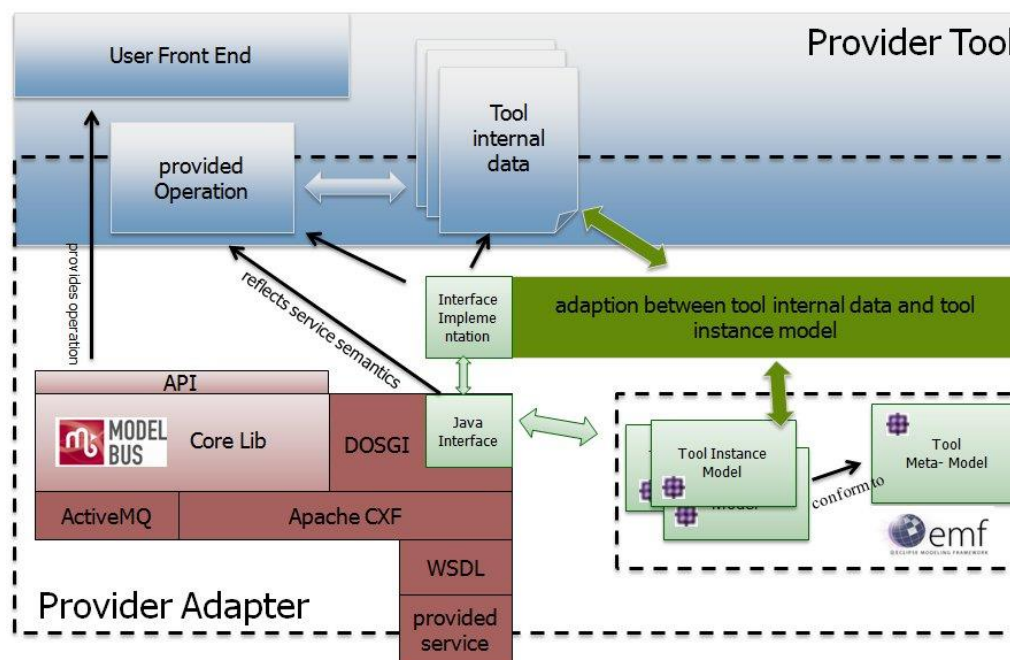 User Front End
Provider Tool
Tool
internal
data
provided
Operation
provides operation
reflects service semantics
Interface
Impleme
ntation
adaption between tool internal data and tool
instance model
API
MODEL
BUS
Core Lib
DOSGI
Java
Interface
Tool Instance
Model
Model
conform to
Tool
Meta- Model
emf
ECLIPSE MODELING FRAMEWORK
ActiveMQ
Apache CXF
WSDL
provided
service
Provider Adapter